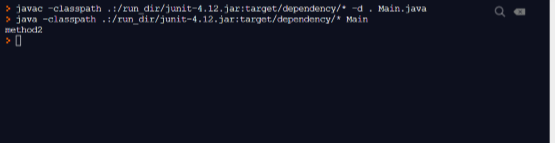 > javac -classpath .:/run_dir/junit-4.12.jar:target/dependency/* -d . Main.java
> java -classpath .:/run_dir/junit-4.12.jar:target/dependency/* Main
method2
>